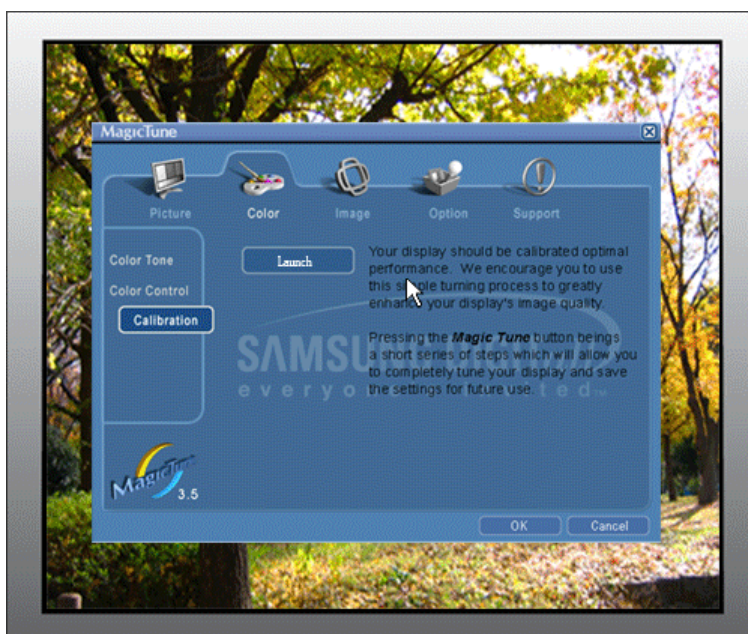 MagicTune
Picture
Color
Image
Option
Support
Color Tone
Color Control
Calibration
Launch
Your display should be calibrated optimal
performance. We encourage you to use
this simple turning process to greatly
enhance your display's image quality.
Pressing the Magic Tune button beings
a short series of steps which will allow you
to completely tune your display and save
the settings for future use.
MagicTune
3.5
OK
Cancel